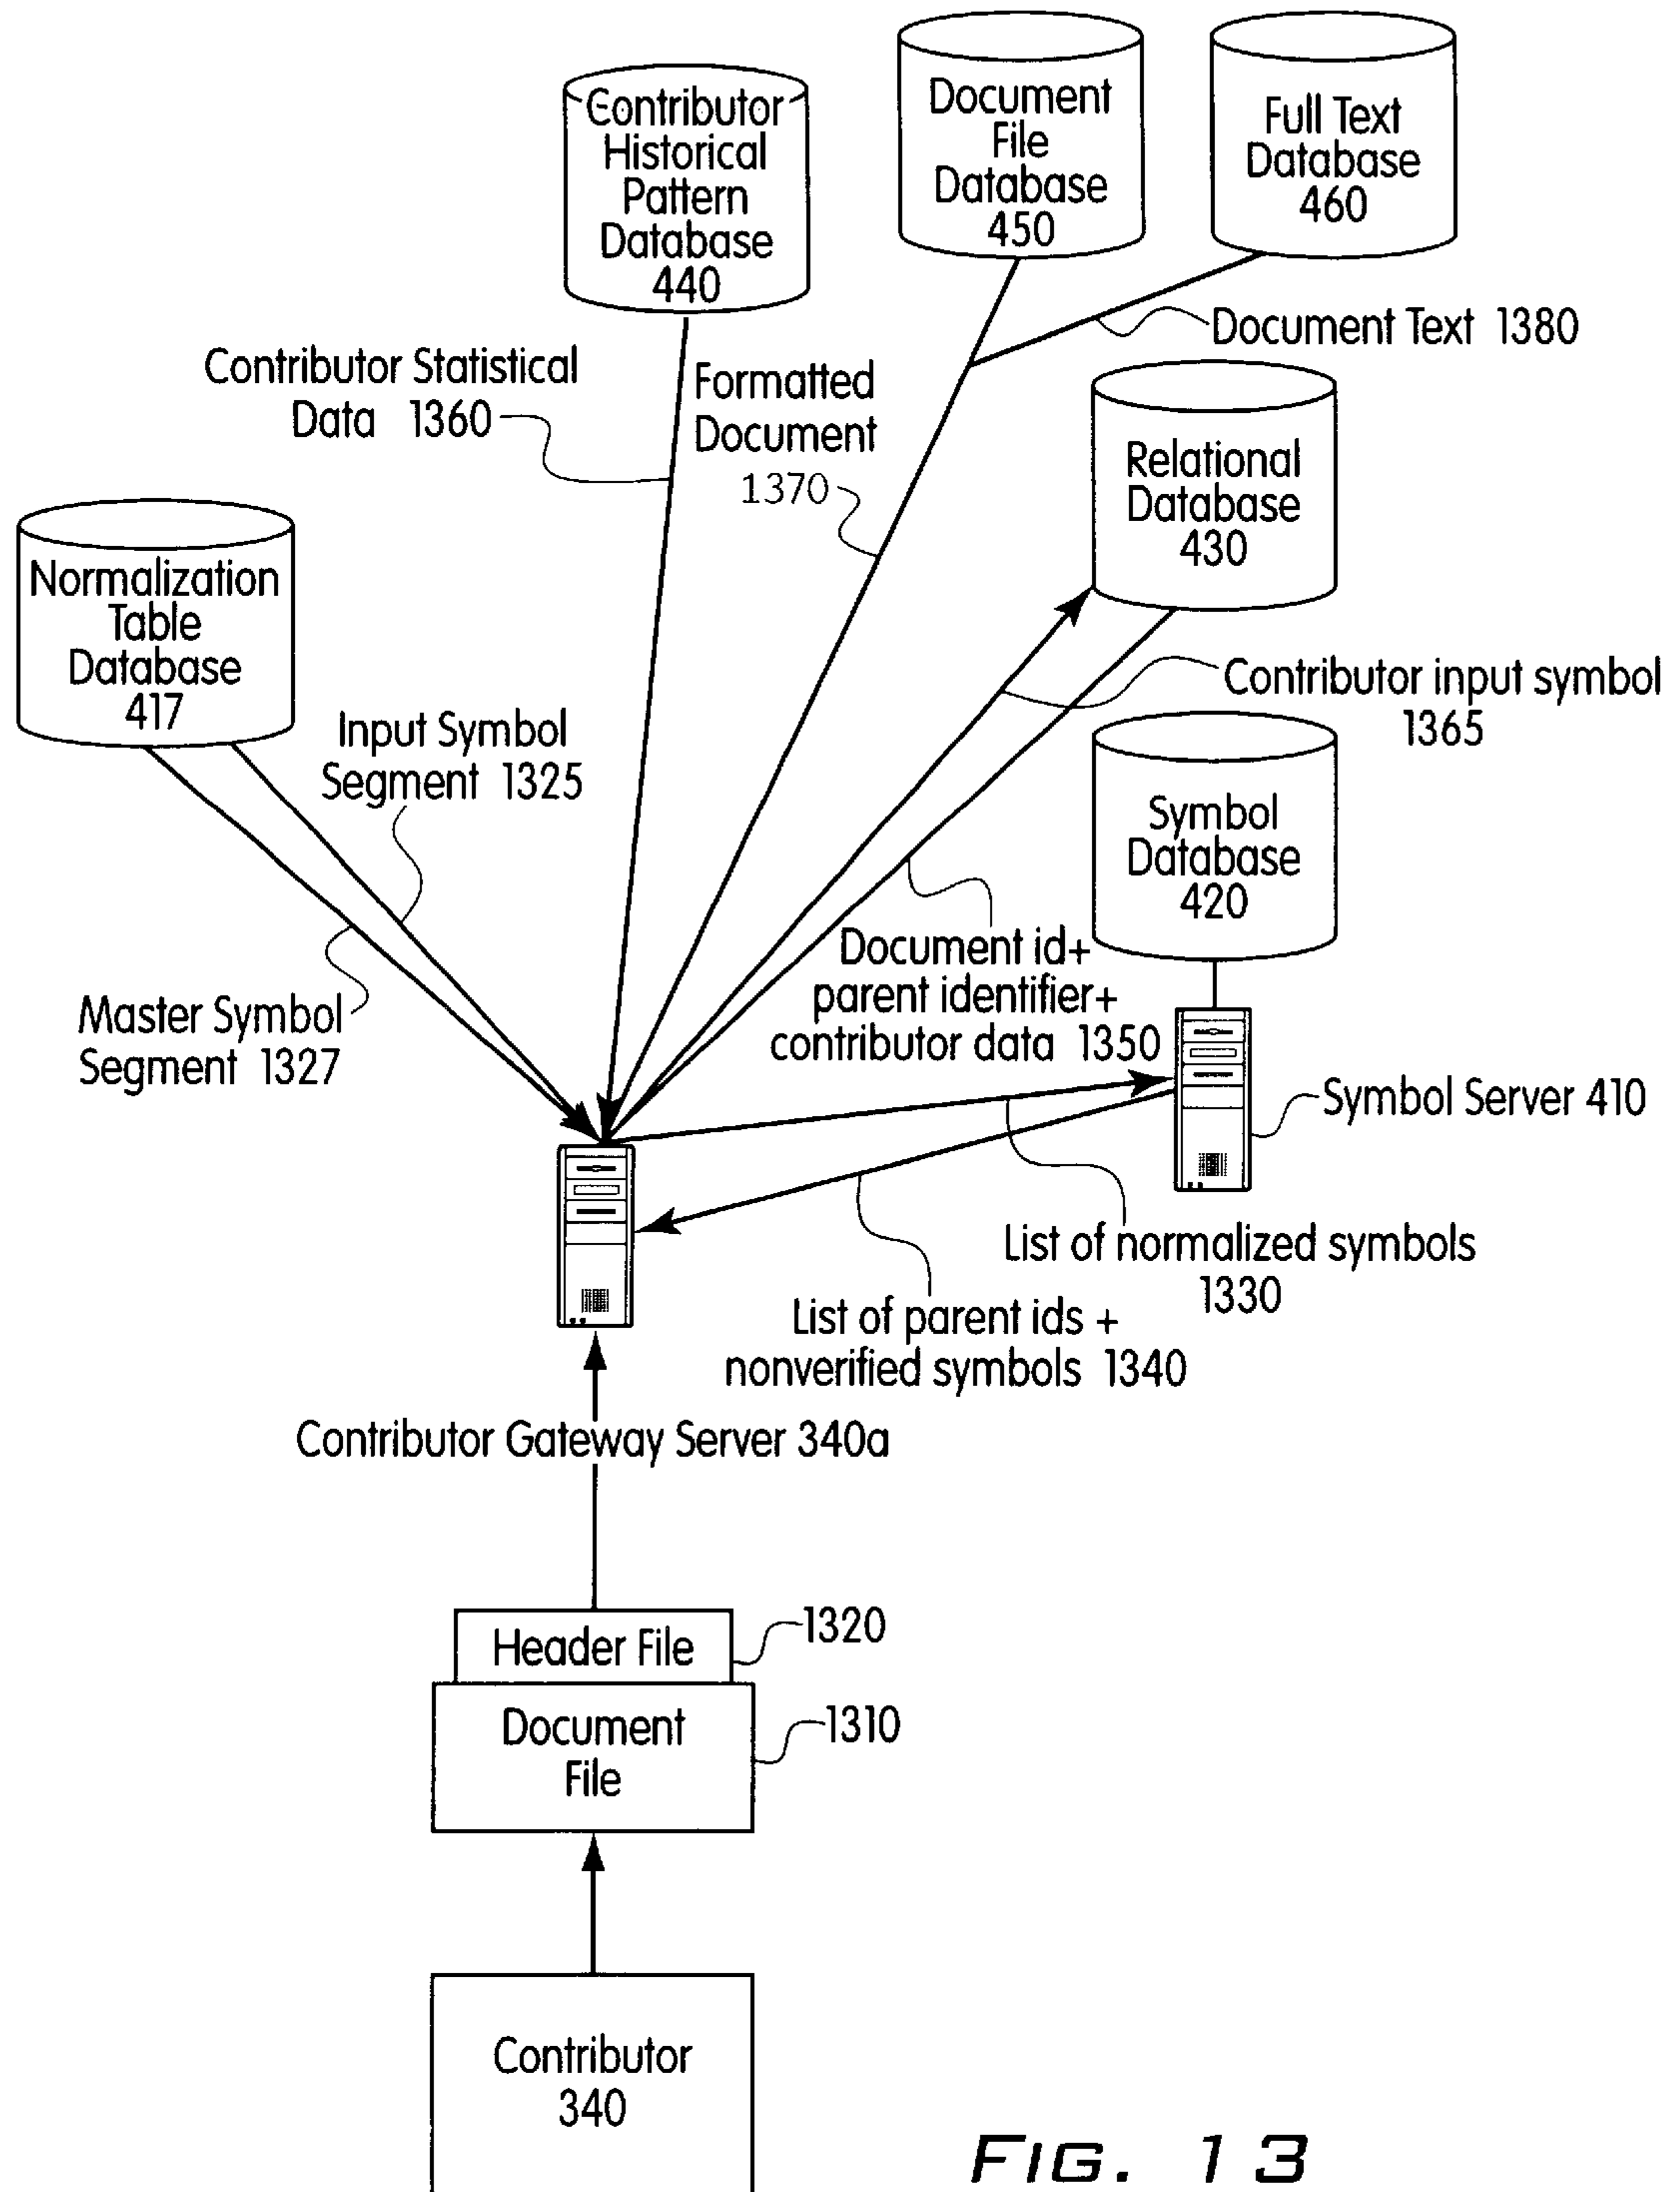 Contributor
Historical
Pattern
Database
440
Document
File
Database
450
Full Text
Database
460
Document Text 1380
Contributor Statistical
Data 1360
Formatted
Document
1370
Relational
Database
430
Normalization
Table
Database
417
Input Symbol
Segment 1325
Contributor input symbol
1365
Symbol
Database
420
Document id+
parent identifier+
contributor data 1350
Master Symbol
Segment 1327
Symbol Server 410
List of normalized symbols
1330
List of parent ids +
nonverified symbols 1340
Contributor Gateway Server 340a
Header File
1320
Document
File
1310
Contributor
340
FIG. 13